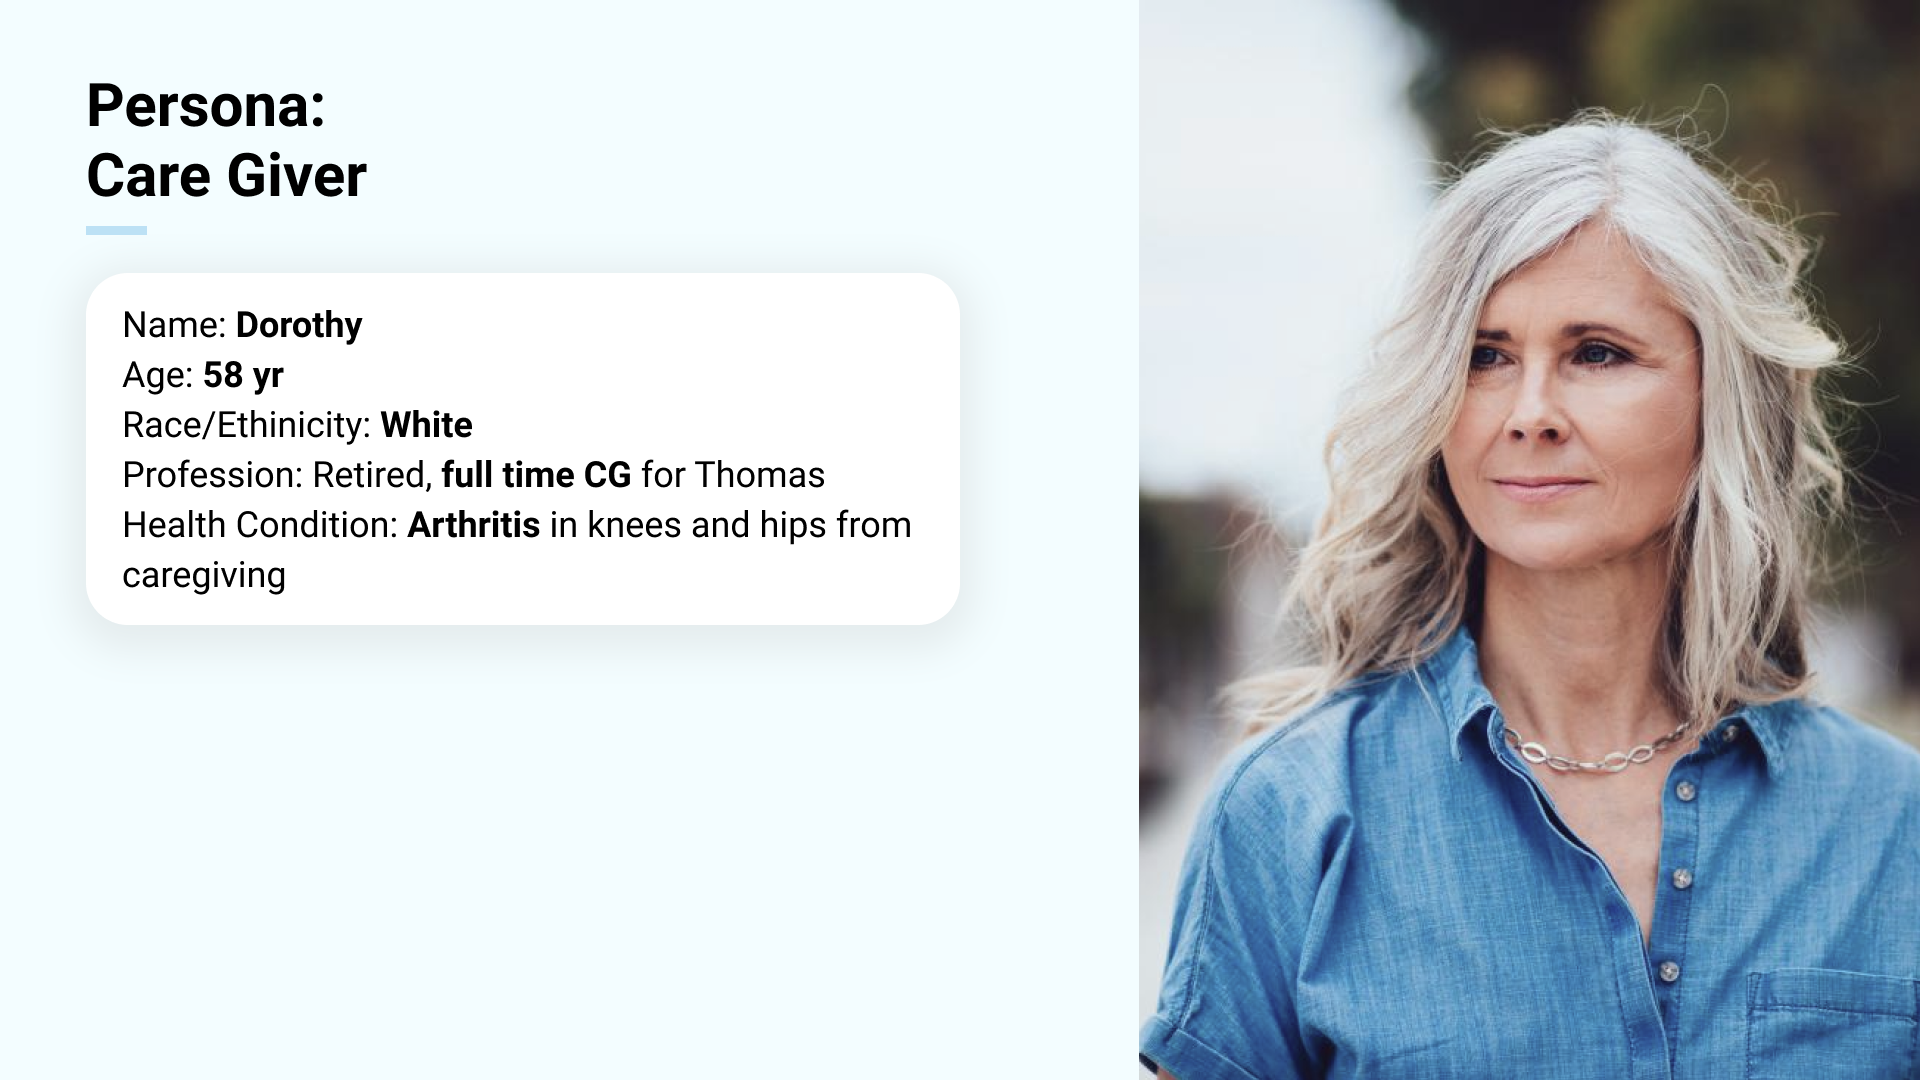 Persona:
Care Giver
Name: Dorothy
Age: 58 yr
Race/Ethinicity: White
Profession: Retired, full time CG for Thomas
Health Condition: Arthritis in knees and hips from
caregiving